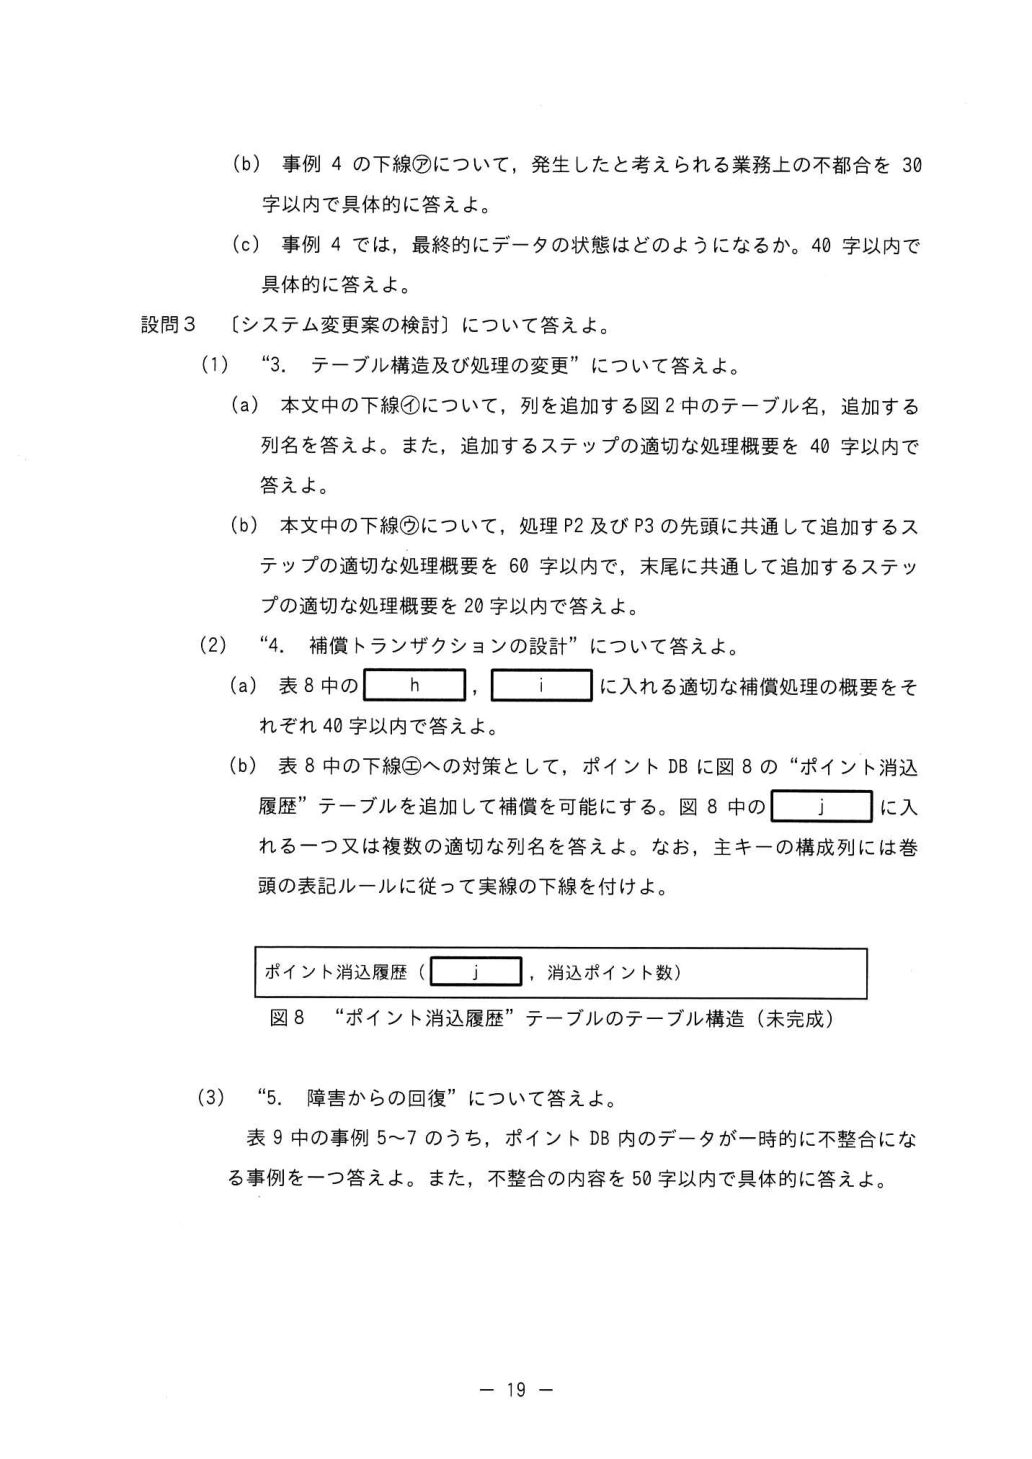 (b) 事例 4 の下線㋐について，発生したと考えられる業務上の不都合を 30
字以内で具体的に答えよ。
(c) 事例 4 では，最終的にデータの状態はどのようになるか。40 字以内で
具体的に答えよ。
設問3 〔システム変更案の検討〕について答えよ。
(1) “3. テーブル構造及び処理の変更”について答えよ。
(a) 本文中の下線㋑について，列を追加する図2中のテーブル名，追加する
列名を答えよ。また，追加するステップの適切な処理概要を 40 字以内で
答えよ。
(b) 本文中の下線㋒について，処理 P2 及び P3 の先頭に共通して追加するス
テップの適切な処理概要を 60 字以内で，末尾に共通して追加するステッ
プの適切な処理概要を 20 字以内で答えよ。
(2) “4. 補償トランザクションの設計”について答えよ。
(a) 表 8 中の h ， i に入れる適切な補償処理の概要をそ
れぞれ 40 字以内で答えよ。
(b) 表 8 中の下線㋓への対策として，ポイント DB に図 8 の“ポイント消込
履歴”テーブルを追加して補償を可能にする。図 8 中の j に入
れる一つ又は複数の適切な列名を答えよ。なお，主キーの構成列には巻
頭の表記ルールに従って実線の下線を付けよ。
ポイント消込履歴（ j ，消込ポイント数）
図8 “ポイント消込履歴”テーブルのテーブル構造（未完成）
(3) “5. 障害からの回復”について答えよ。
表 9 中の事例 5～7 のうち，ポイント DB 内のデータが一時的に不整合にな
る事例を一つ答えよ。また，不整合の内容を 50 字以内で具体的に答えよ。
－ 19 －